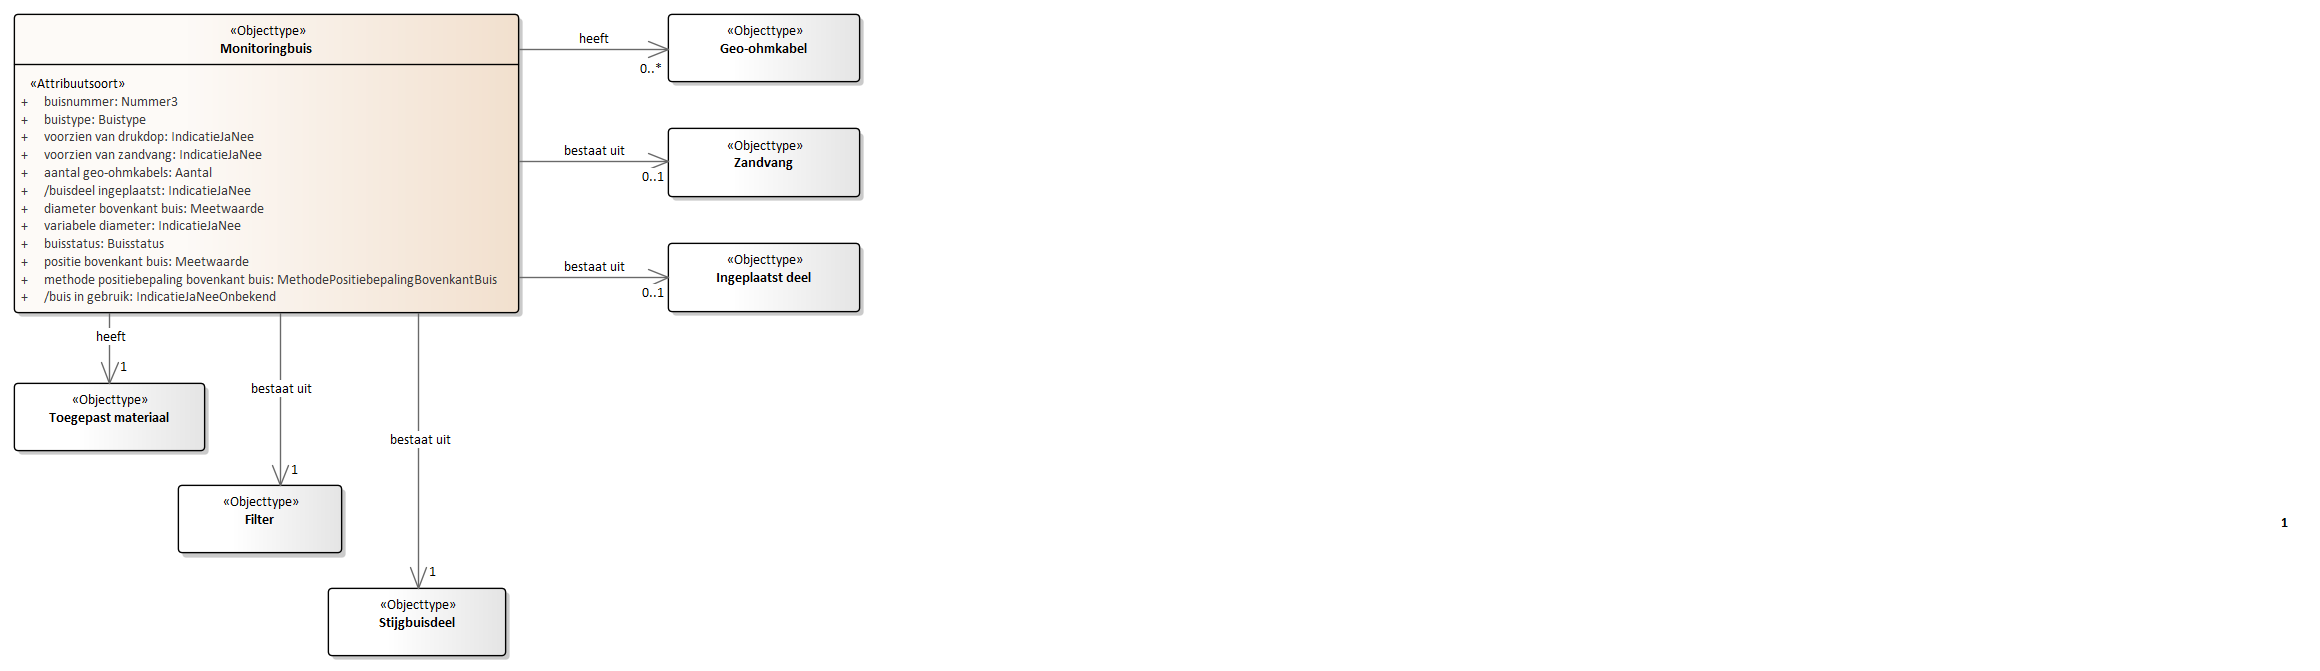 «Objecttype»
Monitoringbuis
«Attribuutsoort»
+ buisnummer: Nummer3
+ buistype: Buistype
+ voorzien van drukdop: IndicatieJaNee
+ voorzien van zandvang: IndicatieJaNee
+ aantal geo-ohmkabels: Aantal
+ /buisdeel ingeplaatst: IndicatieJaNee
+ diameter bovenkant buis: Meetwaarde
+ variabele diameter: IndicatieJaNee
+ buisstatus: Buisstatus
+ positie bovenkant buis: Meetwaarde
+ methode positiebepaling bovenkant buis: MethodePositiebepalingBovenkantBuis
+ /buis in gebruik: IndicatieJaNeeOnbekend
heeft
0..*
«Objecttype»
Geo-ohmkabel
bestaat uit
0..1
«Objecttype»
Zandvang
bestaat uit
0..1
«Objecttype»
Ingeplaatst deel
heeft
1
«Objecttype»
Toegepast materiaal
bestaat uit
1
«Objecttype»
Filter
bestaat uit
1
«Objecttype»
Stijgbuisdeel
1